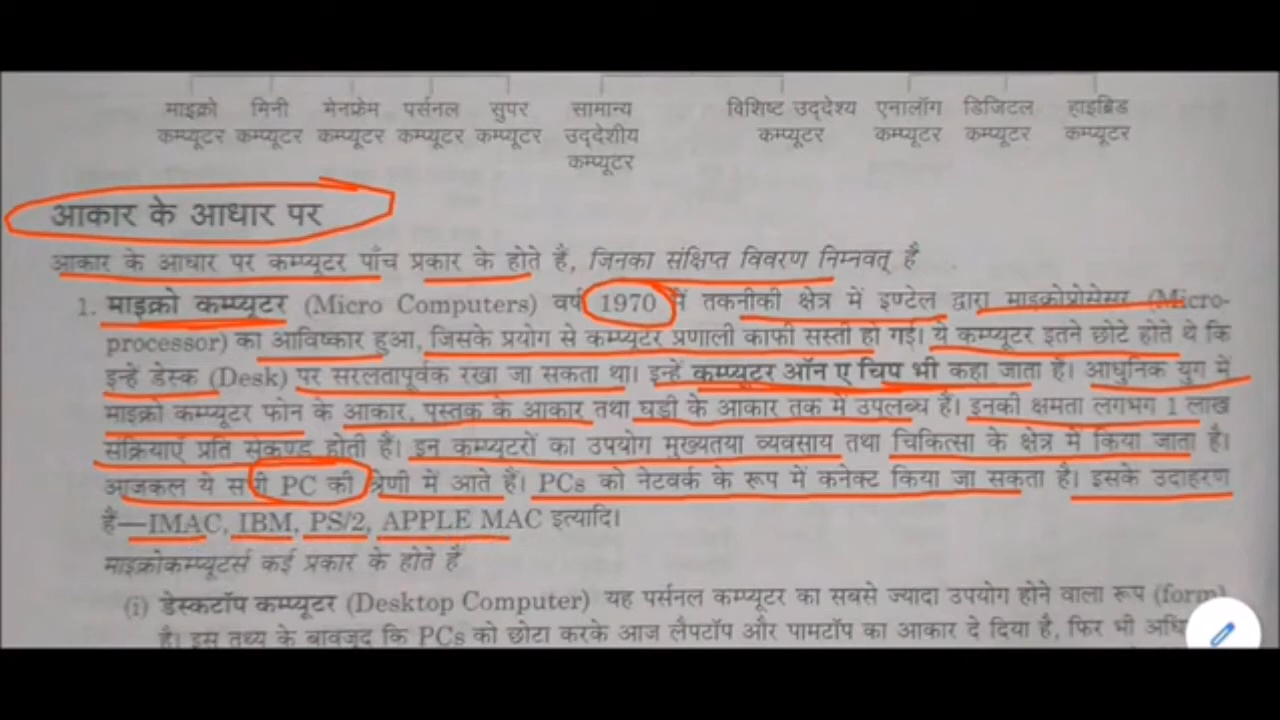 माइक्रो मिनी मेनफ्रेम पर्सनल सुपर सामान्य विशिष्ट उद्देश्य एनालॉग डिजिटल हाइब्रिड
कम्प्यूटर कम्प्यूटर कम्प्यूटर कम्प्यूटर कम्प्यूटर उद्देशीय कम्प्यूटर कम्प्यूटर कम्प्यूटर कम्प्यूटर
कम्प्यूटर
आकार के आधार पर
आकार के आधार पर कम्प्यूटर पाँच प्रकार के होते हैं, जिनका संक्षिप्त विवरण निम्नवत् है
1. माइक्रो कम्प्यूटर (Micro Computers) वर्ष 1970 में तकनीकी क्षेत्र में इण्टेल द्वारा माइक्रोप्रोसेसर (Micro-
processor) का आविष्कार हुआ, जिसके प्रयोग से कम्प्यूटर प्रणाली काफी सस्ती हो गई। ये कम्प्यूटर इतने छोटे होते थे कि
इन्हें डेस्क (Desk) पर सरलतापूर्वक रखा जा सकता था। इन्हें कम्प्यूटर ऑन ए चिप भी कहा जाता है। आधुनिक युग में
माइक्रो कम्प्यूटर फोन के आकार, पुस्तक के आकार तथा घड़ी के आकार तक में उपलब्ध हैं। इनकी क्षमता लगभग 1 लाख
संक्रियाएँ प्रति सेकण्ड होती हैं। इन कम्प्यूटरों का उपयोग मुख्यतया व्यवसाय तथा चिकित्सा के क्षेत्र में किया जाता है।
आजकल ये सभी PC की श्रेणी में आते हैं। PCs को नेटवर्क के रूप में कनेक्ट किया जा सकता है। इसके उदाहरण
हैं—IMAC, IBM, PS/2, APPLE MAC इत्यादि।
माइक्रोकम्प्यूटर्स कई प्रकार के होते हैं
(i) डेस्कटॉप कम्प्यूटर (Desktop Computer) यह पर्सनल कम्प्यूटर का सबसे ज्यादा उपयोग होने वाला रूप (form)
है। इस तथ्य के बावजूद कि PCs को छोटा करके आज लैपटॉप और पामटॉप का आकार दे दिया है, फिर भी